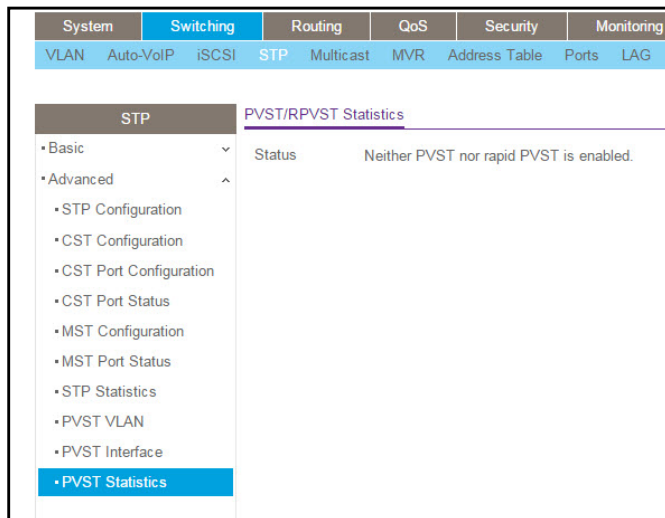 System Switching Routing QoS Security Monitoring
VLAN Auto-VoIP iSCSI STP Multicast MVR Address Table Ports LAG
STP
Basic
Advanced
STP Configuration
CST Configuration
CST Port Configuration
CST Port Status
MST Configuration
MST Port Status
STP Statistics
PVST VLAN
PVST Interface
PVST Statistics
PVST/RPVST Statistics
Status Neither PVST nor rapid PVST is enabled.